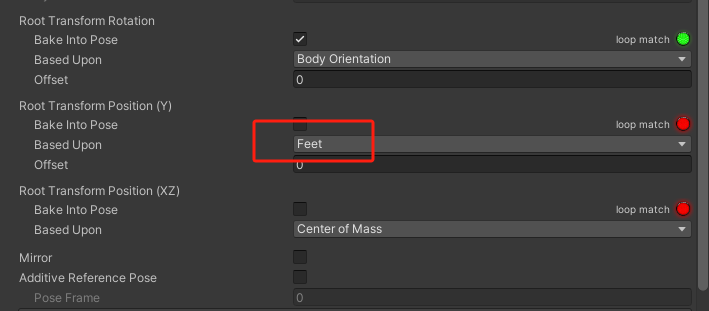 Root Transform Rotation
Bake Into Pose loop match
Based Upon Body Orientation
Offset 0
Root Transform Position (Y)
Bake Into Pose loop match
Based Upon Feet
Offset 0
Root Transform Position (XZ)
Bake Into Pose loop match
Based Upon Center of Mass
Mirror
Additive Reference Pose
Pose Frame 0